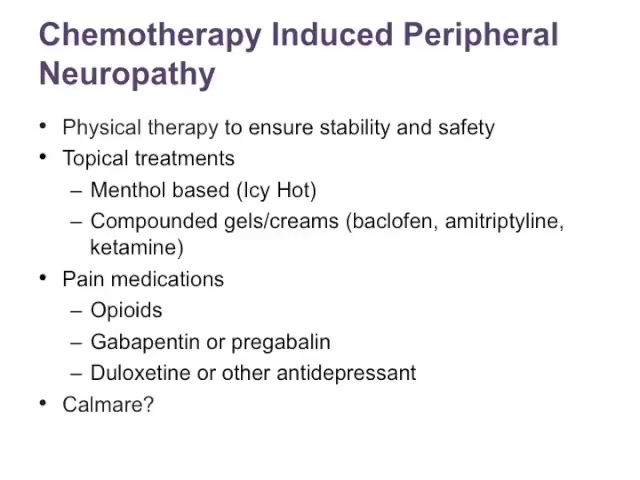 Chemotherapy Induced Peripheral
Neuropathy
• Physical therapy to ensure stability and safety
• Topical treatments
– Menthol based (Icy Hot)
– Compounded gels/creams (baclofen, amitriptyline,
ketamine)
• Pain medications
– Opioids
– Gabapentin or pregabalin
– Duloxetine or other antidepressant
• Calmare?